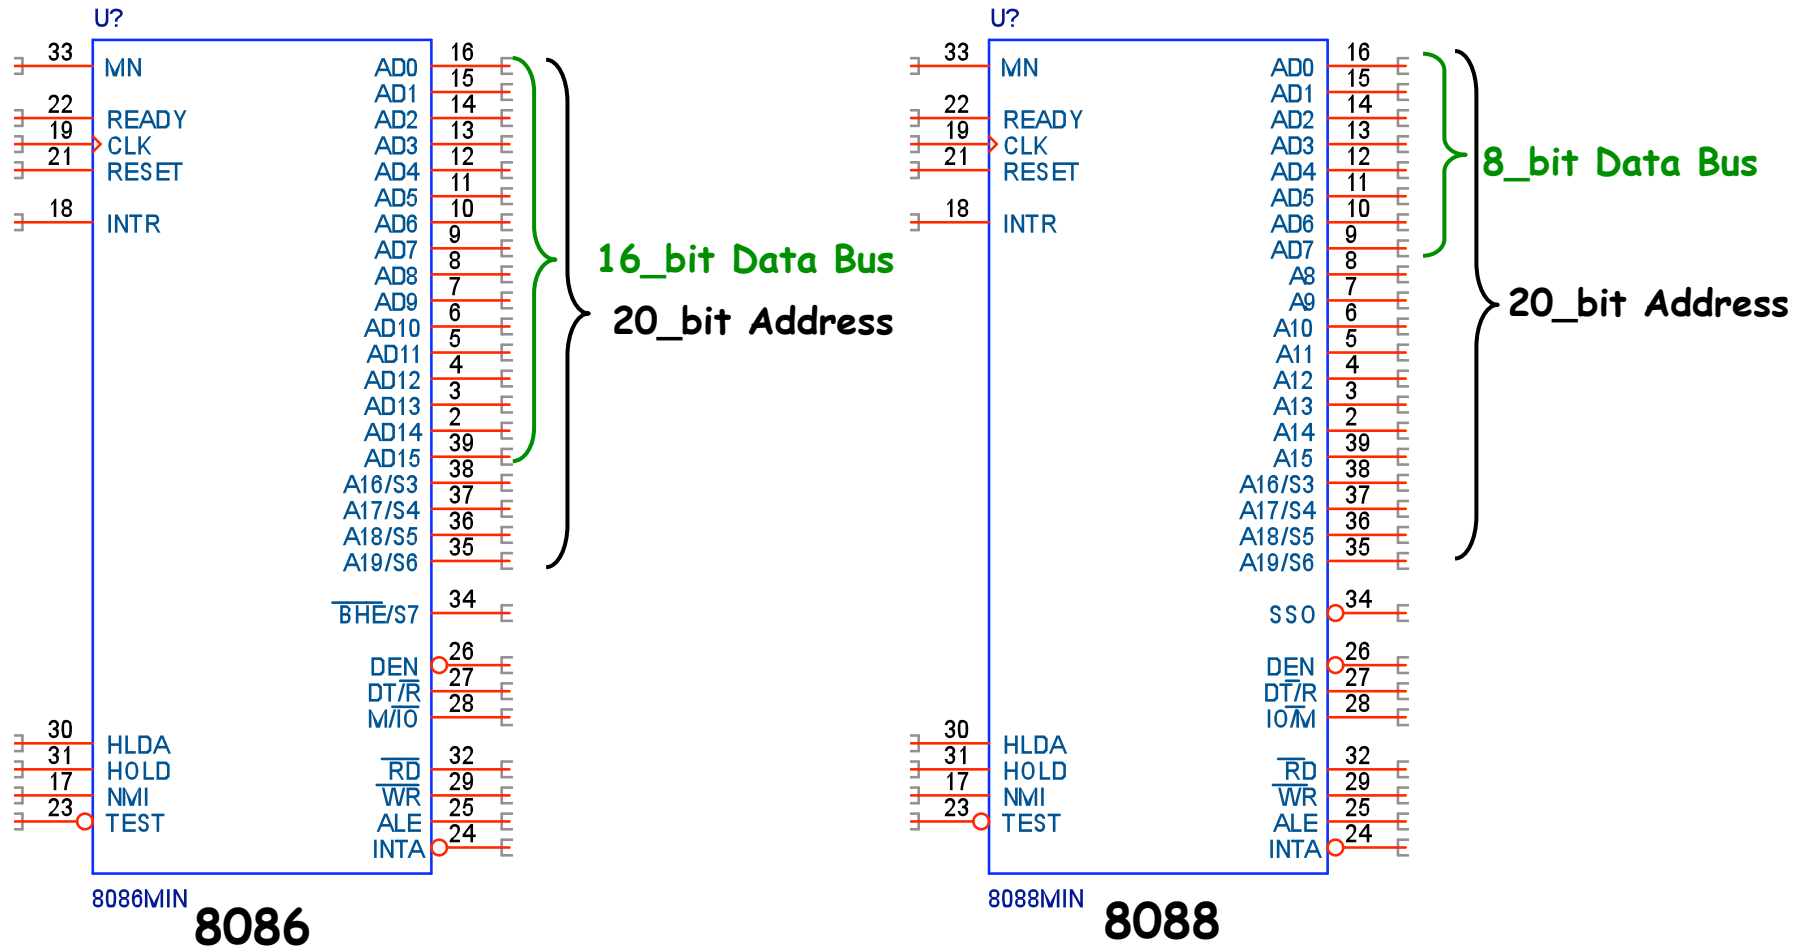 U?
33 MN
22 READY
19 CLK
21 RESET
18 INTR
30 HLDA
31 HOLD
17 NMI
23 TEST
AD0 16
AD1 15
AD2 14
AD3 13
AD4 12
AD5 11
AD6 10
AD7 9
AD8 8
AD9 7
AD10 6
AD11 5
AD12 4
AD13 3
AD14 2
AD15 39
A16/S3 38
A17/S4 37
A18/S5 36
A19/S6 35
BHE/S7 34
DEN 26
DT/R 27
M/IO 28
RD 32
WR 29
ALE 25
INTA 24
16_bit Data Bus
20_bit Address
8086MIN
8086
U?
33 MN
22 READY
19 CLK
21 RESET
18 INTR
30 HLDA
31 HOLD
17 NMI
23 TEST
AD0 16
AD1 15
AD2 14
AD3 13
AD4 12
AD5 11
AD6 10
AD7 9
A8 8
A9 7
A10 6
A11 5
A12 4
A13 3
A14 2
A15 39
A16/S3 38
A17/S4 37
A18/S5 36
A19/S6 35
SSO 34
DEN 26
DT/R 27
IO/M 28
RD 32
WR 29
ALE 25
INTA 24
8_bit Data Bus
20_bit Address
8088MIN
8088